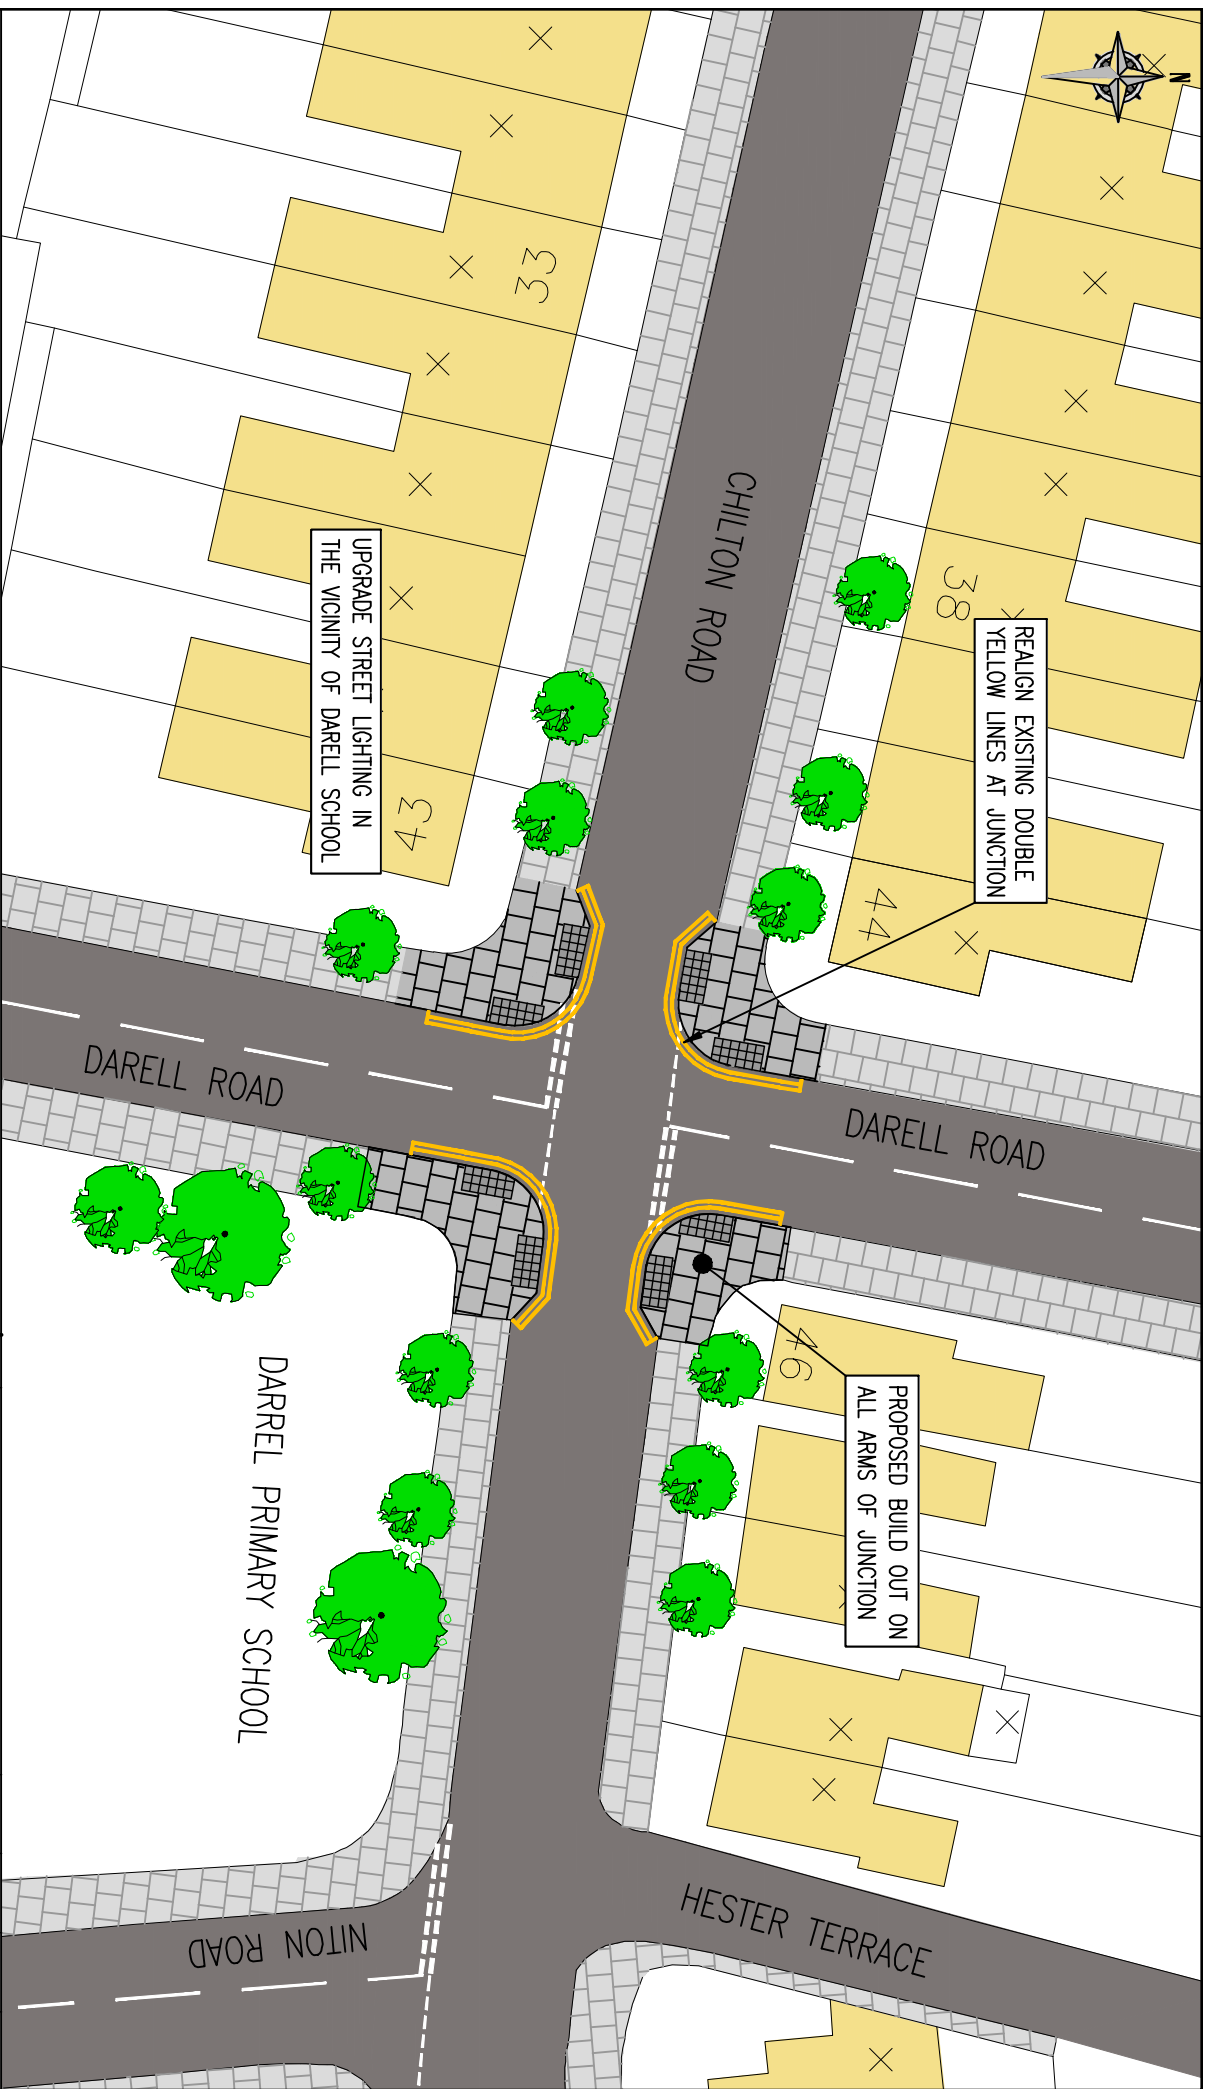 N
33
38
CHILTON ROAD
REALIGN EXISTING DOUBLE
YELLOW LINES AT JUNCTION
UPGRADE STREET LIGHTING IN
THE VICINITY OF DARELL SCHOOL
43
44
DARELL ROAD
DARELL ROAD
46
PROPOSED BUILD OUT ON
ALL ARMS OF JUNCTION
DARREL PRIMARY SCHOOL
HESTER TERRACE
NITON ROAD